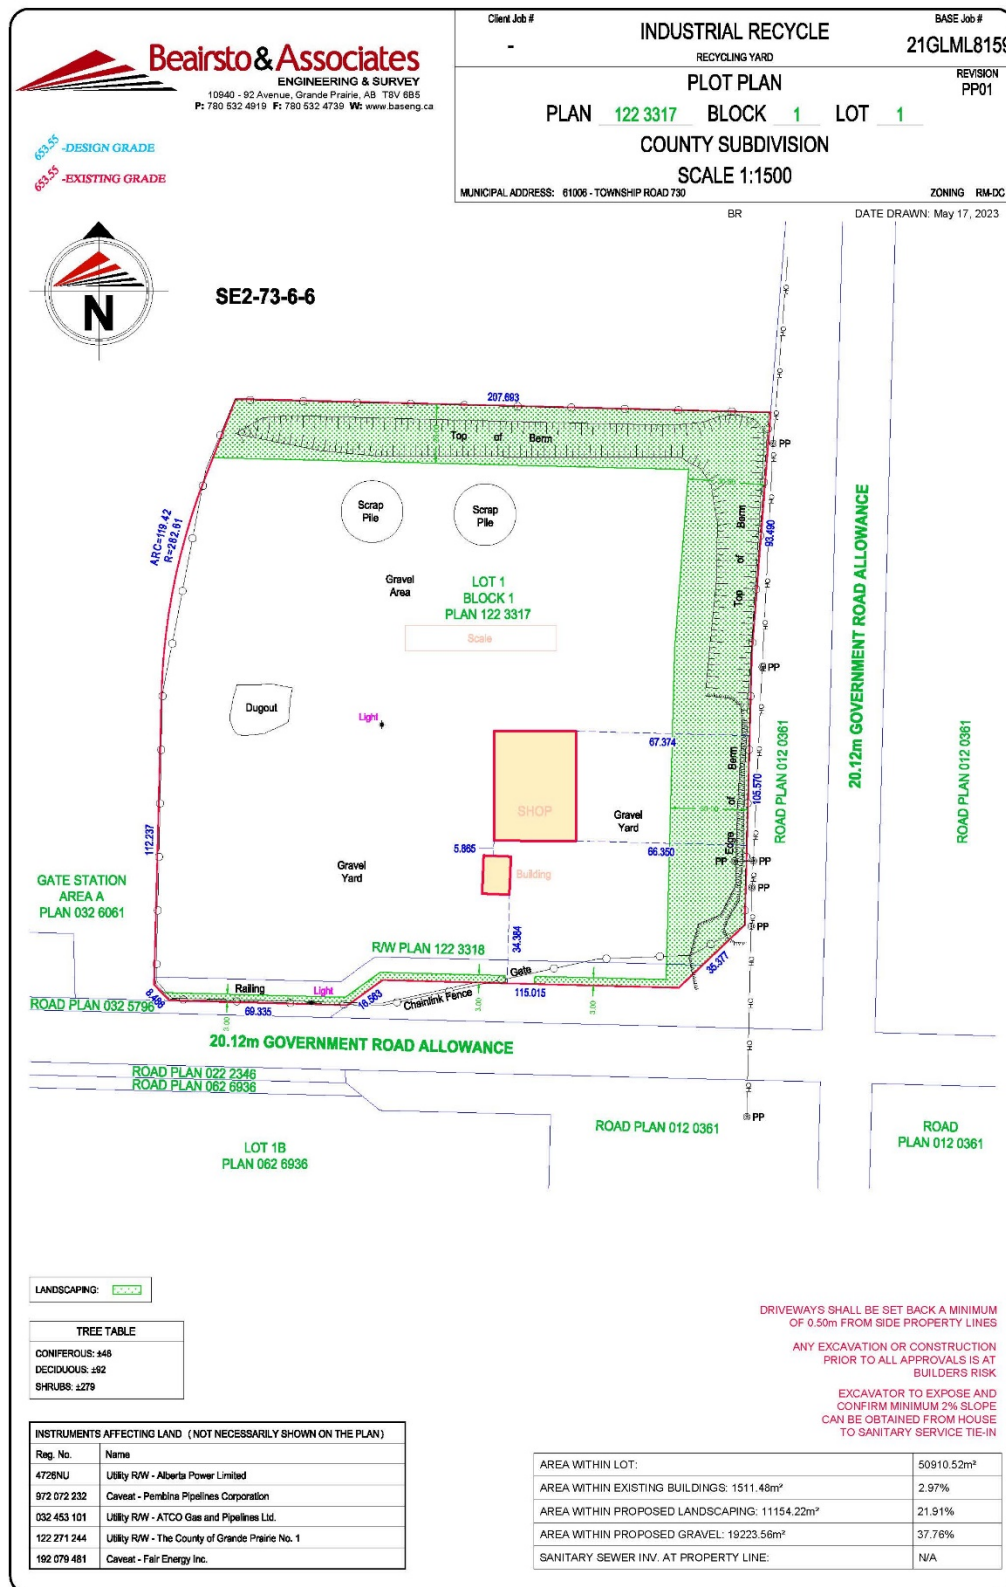 Beairsto & Associates
ENGINEERING & SURVEY
10940 - 92 Avenue, Grande Prairie, AB T8V 6B5
P: 780 532 4919 F: 780 532 4739 W: www.baseng.ca
Client Job #
-
INDUSTRIAL RECYCLE
RECYCLING YARD
BASE Job #
21GLML8159
PLOT PLAN
REVISION
PP01
PLAN 122 3317 BLOCK 1 LOT 1
COUNTY SUBDIVISION
SCALE 1:1500
MUNICIPAL ADDRESS: 61006 - TOWNSHIP ROAD 730
ZONING RM-DC
BR
DATE DRAWN: May 17, 2023
653.55 -DESIGN GRADE
653.55 -EXISTING GRADE
N
SE2-73-6-6
207.693
Top of Berm
PP
Scrap
Pile
Scrap
Pile
ARC=119.42
R=282.61
93.490
Top of Berm
Gravel
Area
LOT 1
BLOCK 1
PLAN 122 3317
Scale
PP
Dugout
Light
67.374
20.12m GOVERNMENT ROAD ALLOWANCE
ROAD PLAN 012 0361
ROAD PLAN 012 0361
105.570
Edge of Berm
SHOP
Gravel
Yard
66.350
5.865
Building
112.237
Gravel
Yard
PP
PP
PP
PP
GATE STATION
AREA A
PLAN 032 6061
R/W PLAN 122 3318
34.384
35.377
Gate
Railing
Light
Chainlink Fence
8.486
69.335
16.583
115.015
3.00
3.00
3.00
ROAD PLAN 032 5796
20.12m GOVERNMENT ROAD ALLOWANCE
ROAD PLAN 022 2346
ROAD PLAN 062 6936
PP
ROAD PLAN 012 0361
ROAD
PLAN 012 0361
LOT 1B
PLAN 062 6936
LANDSCAPING:
TREE TABLE
CONIFEROUS: ±46
DECIDUOUS: ±92
SHRUBS: ±279
DRIVEWAYS SHALL BE SET BACK A MINIMUM
OF 0.50m FROM SIDE PROPERTY LINES
ANY EXCAVATION OR CONSTRUCTION
PRIOR TO ALL APPROVALS IS AT
BUILDERS RISK
EXCAVATOR TO EXPOSE AND
CONFIRM MINIMUM 2% SLOPE
CAN BE OBTAINED FROM HOUSE
TO SANITARY SERVICE TIE-IN
INSTRUMENTS AFFECTING LAND ( NOT NECESSARILY SHOWN ON THE PLAN )
Reg. No. Name
4726NU Utility R/W - Alberta Power Limited
972 072 232 Caveat - Pembina Pipelines Corporation
032 453 101 Utility R/W - ATCO Gas and Pipelines Ltd.
122 271 244 Utility R/W - The County of Grande Prairie No. 1
192 079 481 Caveat - Fair Energy Inc.
AREA WITHIN LOT: 50910.52m²
AREA WITHIN EXISTING BUILDINGS: 1511.48m² 2.97%
AREA WITHIN PROPOSED LANDSCAPING: 11154.22m² 21.91%
AREA WITHIN PROPOSED GRAVEL: 19223.56m² 37.76%
SANITARY SEWER INV. AT PROPERTY LINE: N/A